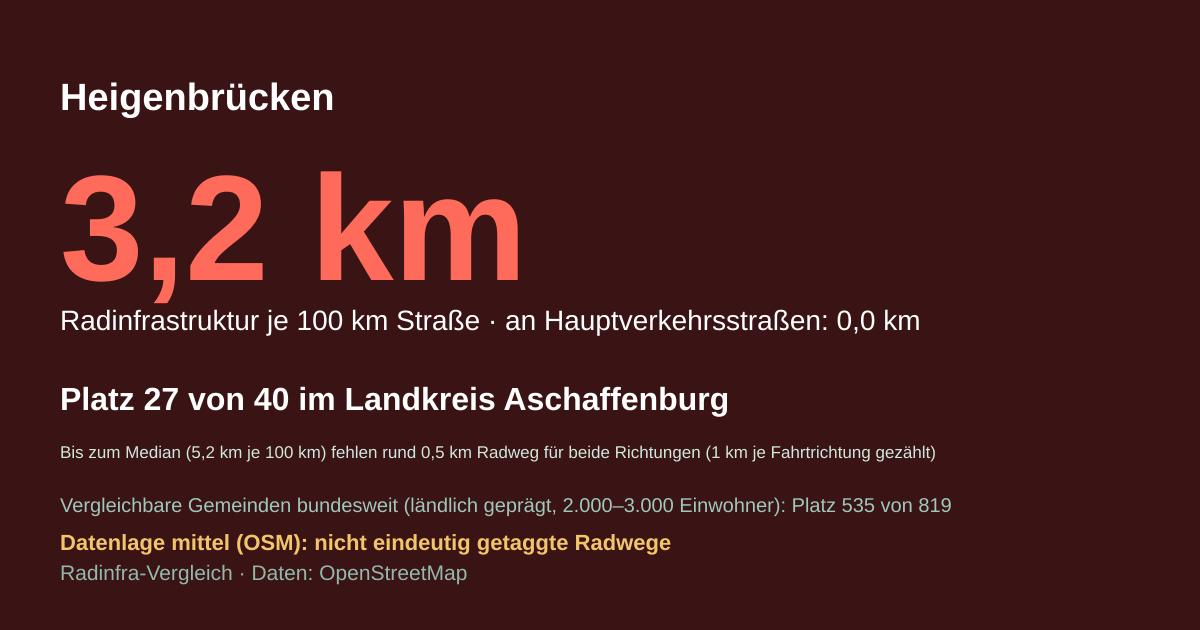 Heigenbrücken
3,2 km
Radinfrastruktur je 100 km Straße · an Hauptverkehrsstraßen: 0,0 km
Platz 27 von 40 im Landkreis Aschaffenburg
Bis zum Median (5,2 km je 100 km) fehlen rund 0,5 km Radweg für beide Richtungen (1 km je Fahrtrichtung gezählt)
Vergleichbare Gemeinden bundesweit (ländlich geprägt, 2.000–3.000 Einwohner): Platz 535 von 819
Datenlage mittel (OSM): nicht eindeutig getaggte Radwege
Radinfra-Vergleich · Daten: OpenStreetMap